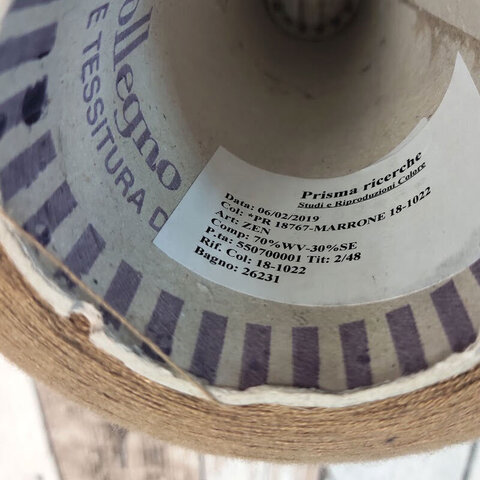 ollegno
E TESSITURA D
Prisma ricerche
Studi e Riproduzioni Colore
Data: 06/02/2019
Col: *PR 18767-MARRONE 18-1022
Art: ZEN
Comp: 70%WV-30%SE
P.ta: 550700001 Tit: 2/48
Rif. Col: 18-1022
Bagno: 26231